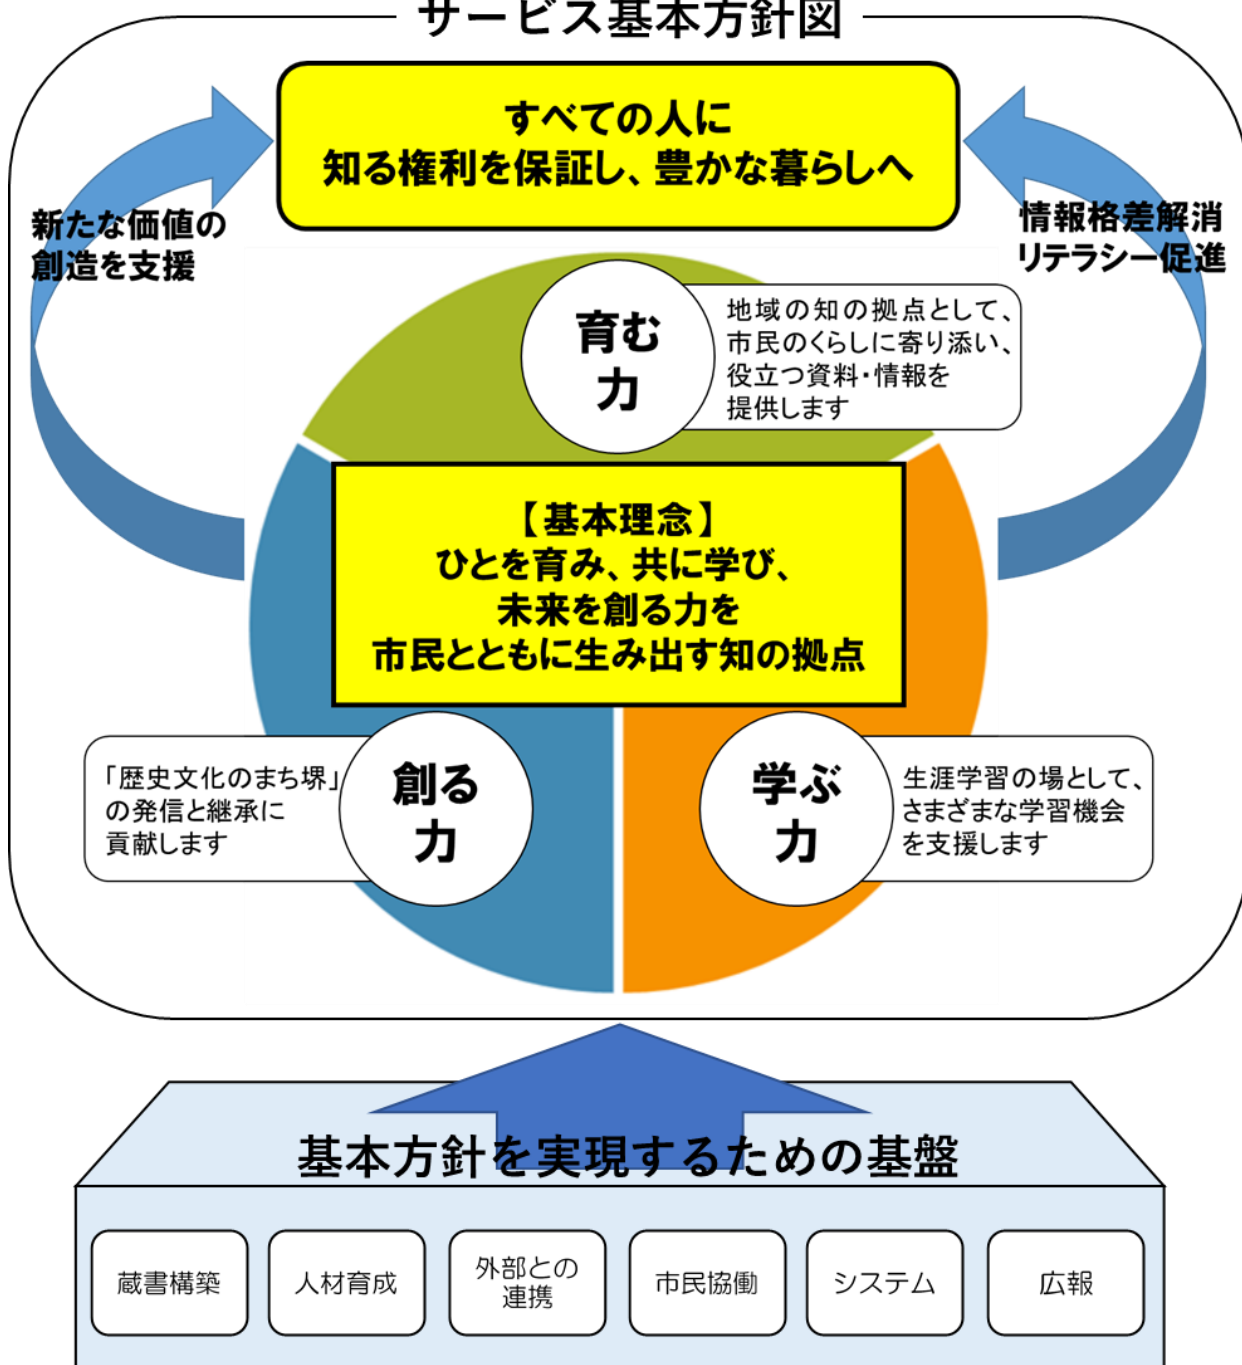 サービス基本方針図
すべての人に
知る権利を保証し、豊かな暮らしへ
新たな価値の
創造を支援
情報格差解消
リテラシー促進
育む
力
地域の知の拠点として、
市民のくらしに寄り添い、
役立つ資料・情報を
提供します
【基本理念】
ひとを育み、共に学び、
未来を創る力を
市民とともに生み出す知の拠点
「歴史文化のまち堺」
の発信と継承に
貢献します
創る
力
学ぶ
力
生涯学習の場として、
さまざまな学習機会
を支援します
基本方針を実現するための基盤
蔵書構築
人材育成
外部との
連携
市民協働
システム
広報